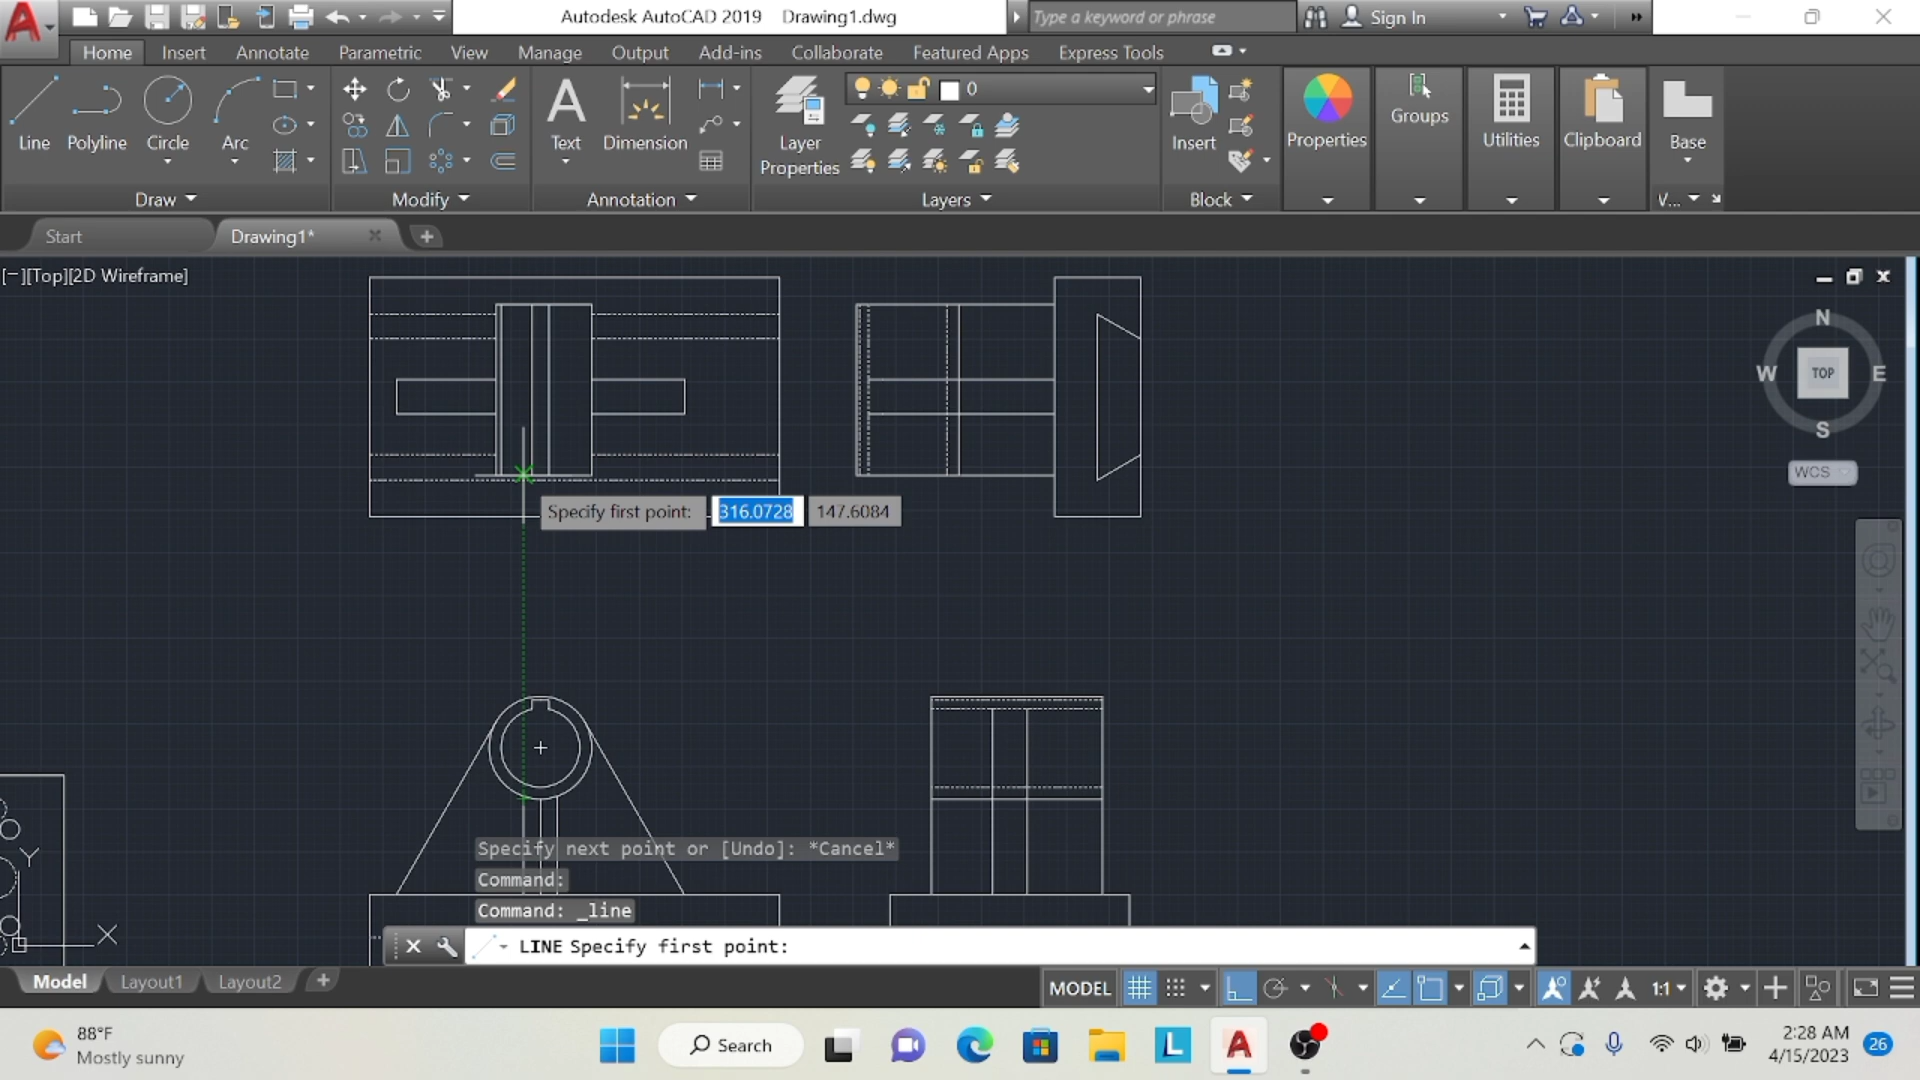 Autodesk AutoCAD 2019 Drawing1.dwg
Type a keyword or phrase
Sign In
Home Insert Annotate Parametric View Manage Output Add-ins Collaborate Featured Apps Express Tools
0
Line Polyline Circle Arc
Text Dimension
Layer
Properties
Insert
Properties
Groups
Utilities
Clipboard
Base
Draw Modify Annotation Layers Block V...
Start Drawing1*
[−][Top][2D Wireframe]
N
W TOP E
S
WCS
Specify first point: 316.0728 147.6084
Y
X
Specify next point or [Undo]: *Cancel*
Command:
Command: _line
LINE Specify first point:
Model Layout1 Layout2
MODEL 1:1
88°F
Mostly sunny
Search
L
2:28 AM
4/15/2023
26